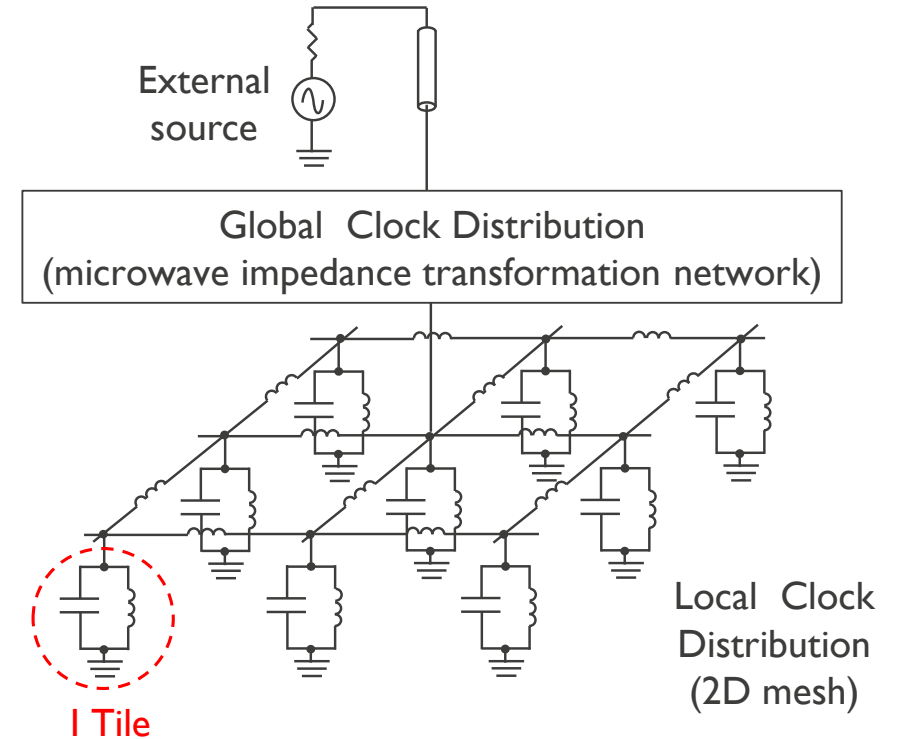 External
source
Global Clock Distribution
(microwave impedance transformation network)
Local Clock
Distribution
(2D mesh)
1 Tile